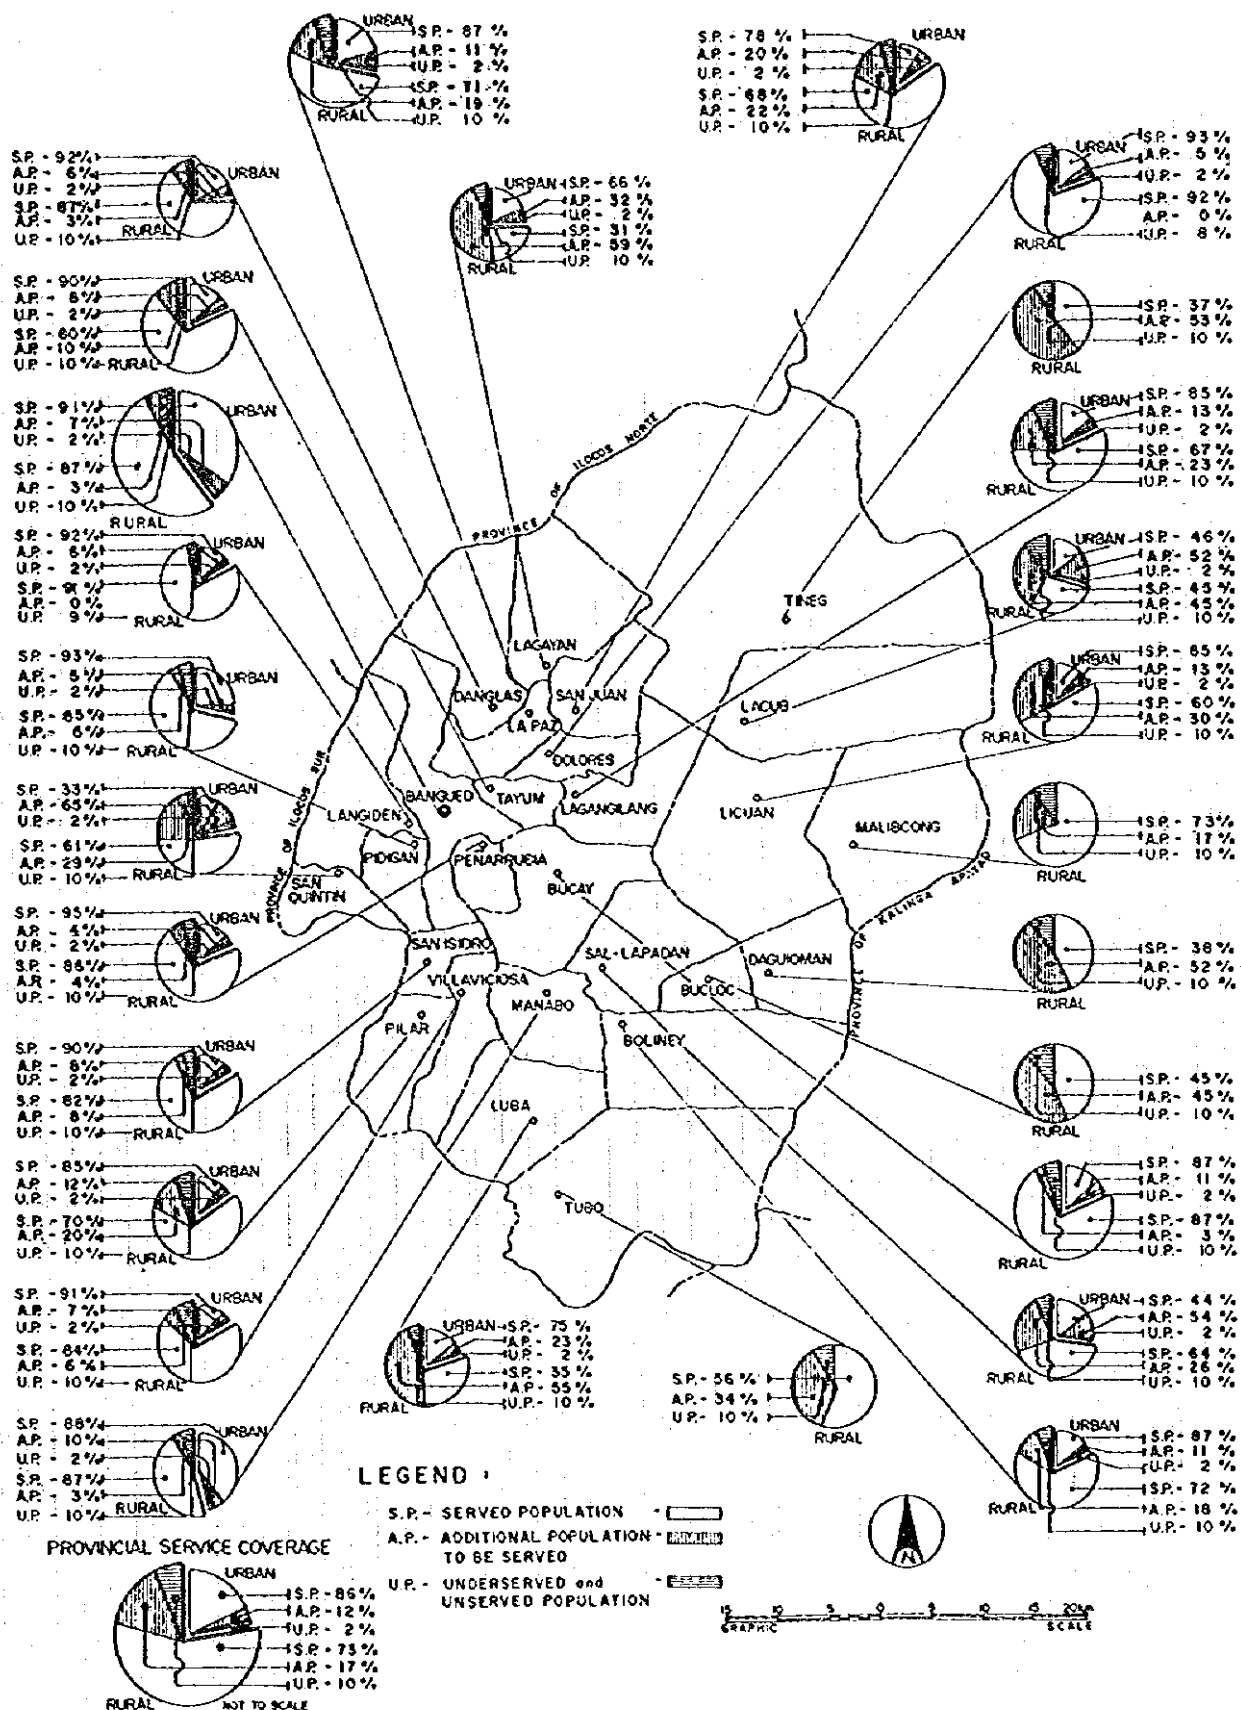 URBAN
S.P. - 87 %
A.P. - 11 %
U.P. - 2 %
S.P. - 71 %
A.P. - 19 %
U.P. 10 %
RURAL
S.P. - 78 %
A.P. - 20 %
U.P. - 2 %
S.P. - 68%
A.P. - 22%
U.P. - 10%
URBAN
RURAL
S.P. - 92%
A.P. - 6%
U.P. - 2%
S.P. - 87%
A.P. - 3%
U.P. - 10%
URBAN
RURAL
URBAN
S.P. - 66 %
A.P. - 32 %
U.P. - 2 %
S.P. - 31 %
A.P. - 59 %
U.P. 10 %
RURAL
URBAN
S.P. - 93 %
A.P. - 5 %
U.P. - 2 %
S.P. - 92%
A.P. - 0%
U.P. - 8%
RURAL
S.P. - 90%
U.P. - 2%
A.P. - 10%
U.P. - 10%
URBAN
RURAL
S.P. - 37 %
A.P. - 53%
U.P. - 10 %
RURAL
S.P. - 91%
A.P. - 7%
U.P. - 2%
S.P. - 87%
A.P. - 3%
U.P. - 10%
URBAN
RURAL
S.P. - 85%
A.P. - 13%
U.P. - 2%
S.P. - 67%
A.P. - 23%
U.P. - 10%
RURAL
URBAN
S.P. - 92%
A.P. - 6%
U.P. - 2%
S.P. - 91%
A.P. - 0%
U.P. 9%
URBAN
RURAL
URBAN
S.P. - 46 %
A.P. - 52 %
U.P. - 2 %
S.P. - 45%
A.P. - 45%
U.P. - 10%
RURAL
S.P. - 93%
A.P. - 5%
U.P. - 2%
S.P. - 85%
A.P. - 6%
U.P. - 10%
URBAN
RURAL
URBAN
S.P. - 85%
A.P. - 13%
U.P. - 2%
S.P. - 60%
A.P. - 30%
U.P. - 10%
RURAL
S.P. - 33%
A.P. - 65%
U.P. - 2%
S.P. - 61%
A.P. - 29%
U.P. - 10%
URBAN
RURAL
S.P. - 73%
A.P. - 17%
U.P. - 10%
RURAL
S.P. - 95%
A.P. - 4%
U.P. - 2%
S.P. - 86%
A.P. - 4%
U.P. - 10%
URBAN
RURAL
S.P. - 38%
A.P. - 52%
U.P. - 10%
RURAL
S.P. - 90%
A.P. - 8%
U.P. - 2%
S.P. - 82%
A.P. - 8%
U.P. - 10%
URBAN
RURAL
S.P. - 45%
A.P. - 45%
U.P. - 10%
RURAL
S.P. - 85%
A.P. - 12%
U.P. - 2%
S.P. - 70%
A.P. - 20%
U.P. - 10%
URBAN
RURAL
S.P. - 87%
A.P. - 11%
U.P. - 2%
S.P. - 87%
A.P. - 3%
U.P. - 10%
RURAL
S.P. - 91%
A.P. - 7%
U.P. - 2%
S.P. - 84%
A.P. - 6%
U.P. - 10%
URBAN
RURAL
URBAN
S.P. - 75 %
A.P. - 23 %
U.P. - 2 %
S.P. - 35%
A.P. - 55%
U.P. - 10%
RURAL
S.P. - 56%
A.P. - 34%
U.P. - 10%
RURAL
URBAN
S.P. - 44%
A.P. - 54%
U.P. - 2%
S.P. - 64%
A.P. - 26%
U.P. - 10%
RURAL
S.P. - 88%
A.P. - 10%
U.P. - 2%
S.P. - 87%
A.P. - 3%
U.P. - 10%
URBAN
RURAL
URBAN
S.P. - 87%
A.P. - 11 %
U.P. - 2 %
S.P. - 72 %
A.P. - 18 %
U.P. - 10 %
RURAL
PROVINCE OF ILOCOS NORTE
PROVINCE OF ILOCOS SUR
PROVINCE OF KALINGA APAYAO
TINEG
LAGAYAN
DANGLAS
LA PAZ
SAN JUAN
LACUB
DOLORES
BANGUED
TAYUM
LAGANGILANG
LANGIDEN
LICUAN
MALIBCONG
PIDIGAN
PENARRUBIA
SAN QUINTIN
BUCAY
SAN ISIDRO
SAL-LAPADAN
DAGUIOMAN
VILLAVICIOSA
MANABO
BUCLOC
PILAR
BOLINEY
LUBA
TUBO
LEGEND :
S.P. - SERVED POPULATION -
A.P. - ADDITIONAL POPULATION -
TO BE SERVED
U.P. - UNDERSERVED and -
UNSERVED POPULATION
N
15 10 5 0 5 10 15 20 km
GRAPHIC SCALE
PROVINCIAL SERVICE COVERAGE
URBAN
S.P. - 86%
A.P. - 12%
U.P. - 2%
S.P. - 73%
A.P. - 17%
U.P. - 10%
RURAL
NOT TO SCALE